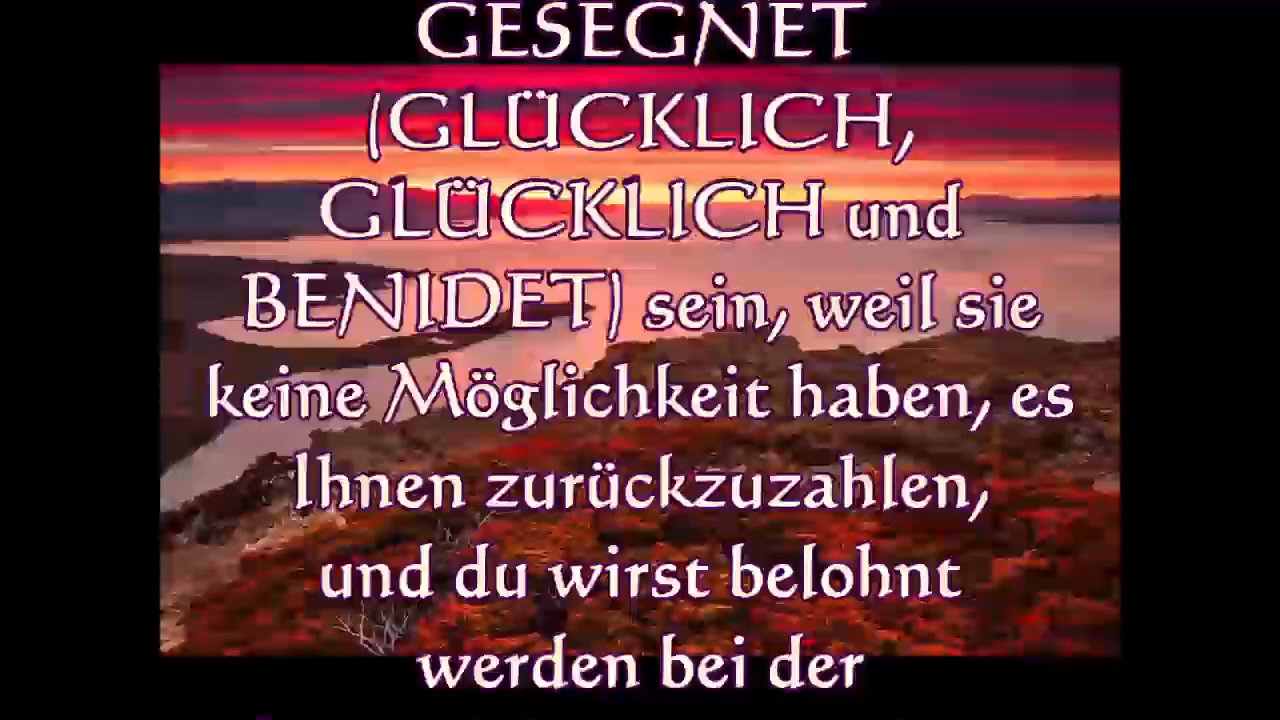 GESEGNET
(GLÜCKLICH,
GLÜCKLICH und
BENIDET) sein, weil sie
keine Möglichkeit haben, es
Ihnen zurückzuzahlen,
und du wirst belohnt
werden bei der